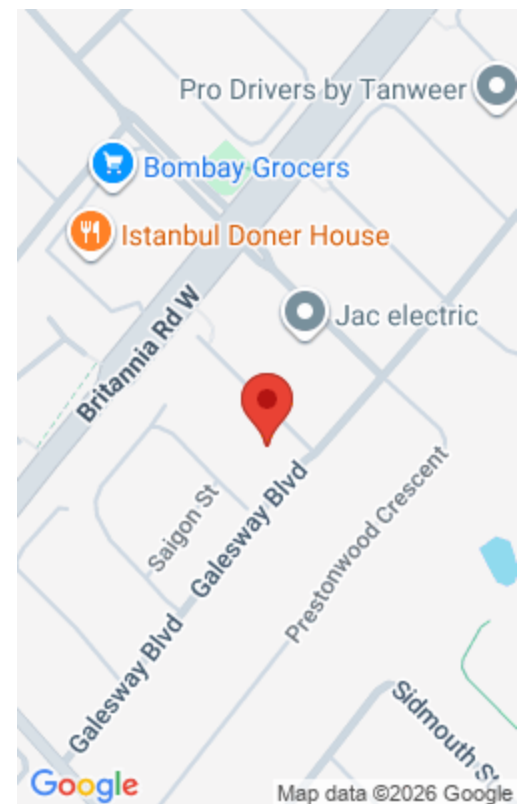 Pro Drivers by Tanweer
Bombay Grocers
Istanbul Doner House
Jac electric
Britannia Rd W
Saigon St
Galesway Blvd
Prestonwood Crescent
Galesway Blvd
Sidmouth St
Google
Map data ©2026 Google